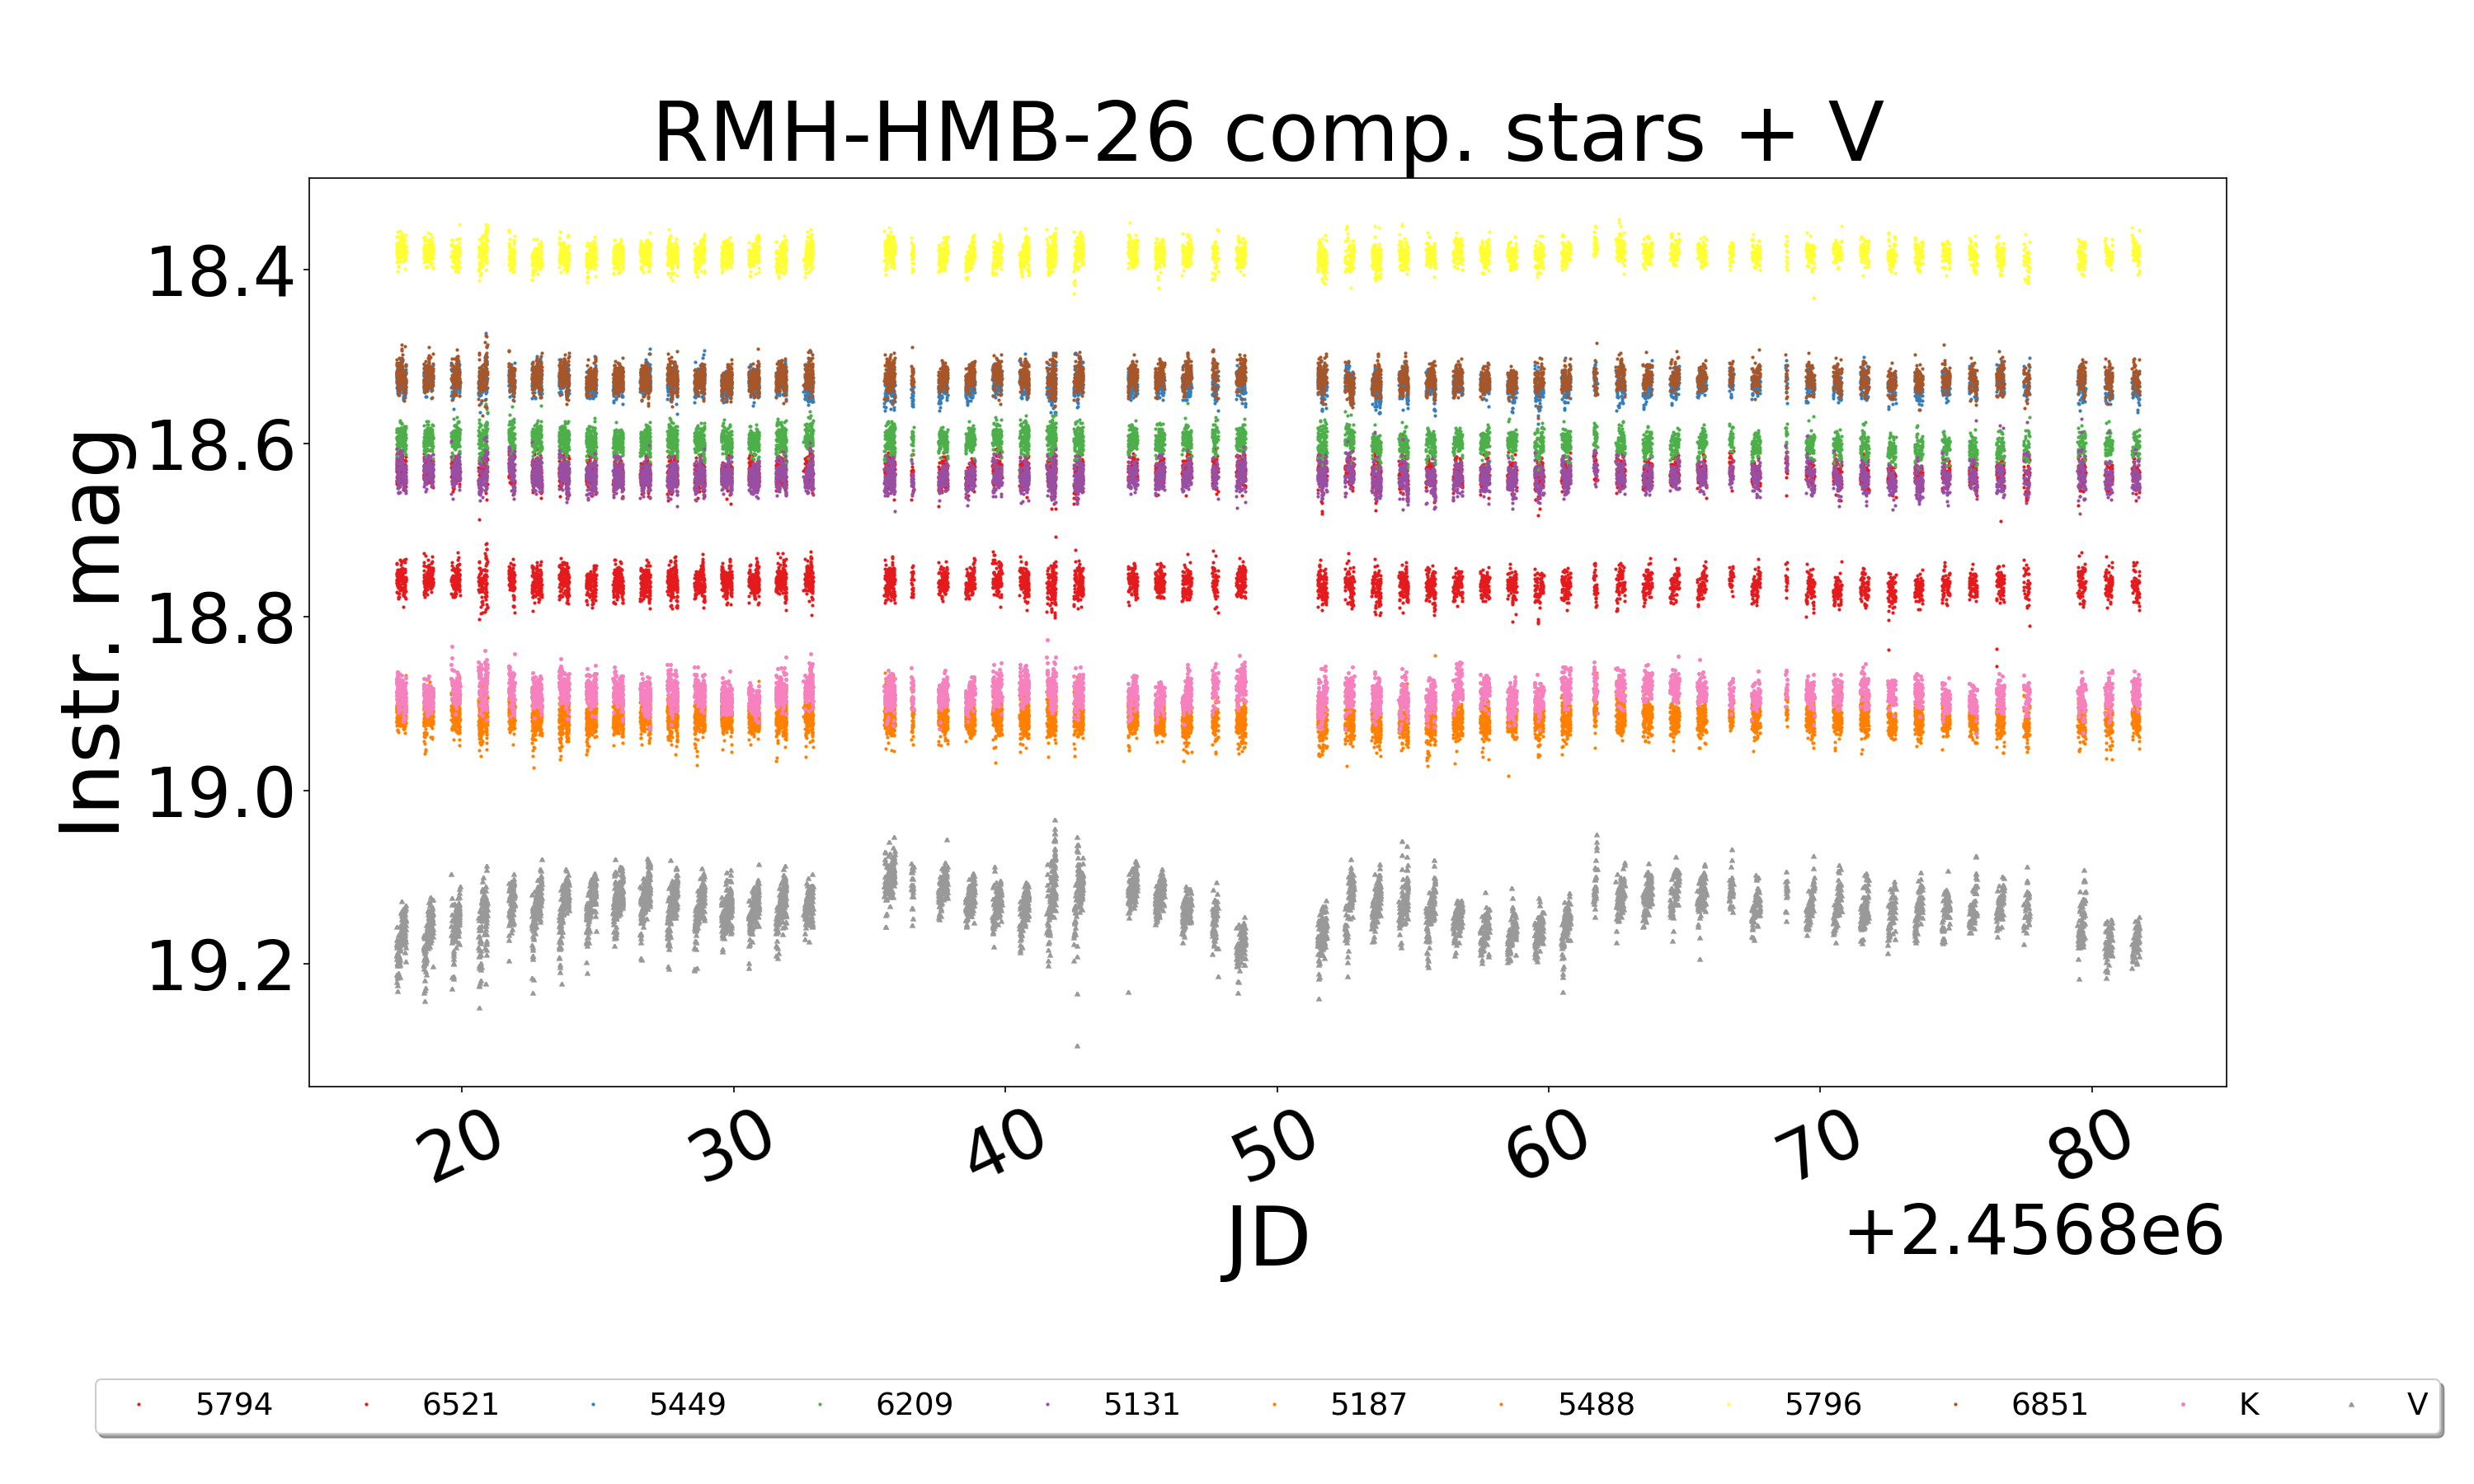 RMH-HMB-26 comp. stars + V
Instr. mag
18.4
18.6
18.8
19.0
19.2
20 30 40 50 60 70 80
JD
+2.4568e6
5794 6521 5449 6209 5131 5187 5488 5796 6851 K V